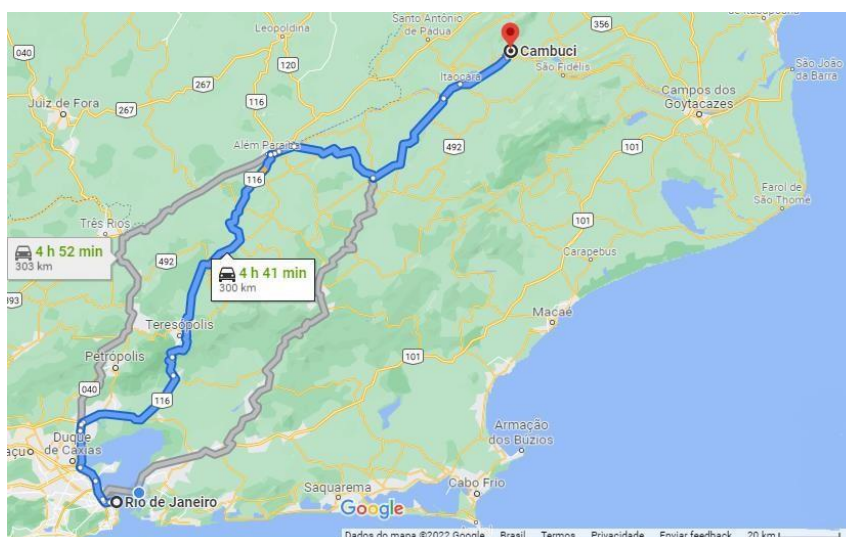 Leopoldina
Santo Antônio
de Pádua
356
Cambuci
040
120
Itaocara
São Fidélis
São João
da Barra
267
116
Juiz de Fora
267
Campos dos
Goytacazes
Além Paraíba
492
101
101
116
Farol de
São Thomé
Três Rios
4 h 52 min
303 km
492
4 h 41 min
300 km
101
Carapebus
393
Teresópolis
Macaé
Petrópolis
101
040
116
Armação
dos Búzios
Duque
de Caxias
Rio de Janeiro
Saquarema
Cabo Frio
Google
Dados do mapa ©2022 Google Brasil Termos Privacidade Enviar feedback 20 km